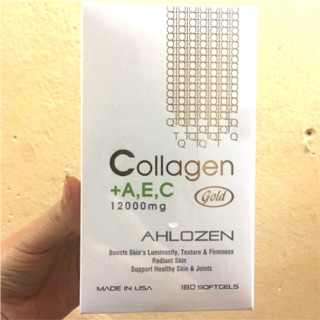 Collagen
+A,E,C
12000mg
Gold
AHLOZEN
Boosts Skin's Luminosity, Texture & Firmness
Radiant Skin
Support Healthy Skin & Joints
MADE IN USA 180 SOFTGELS